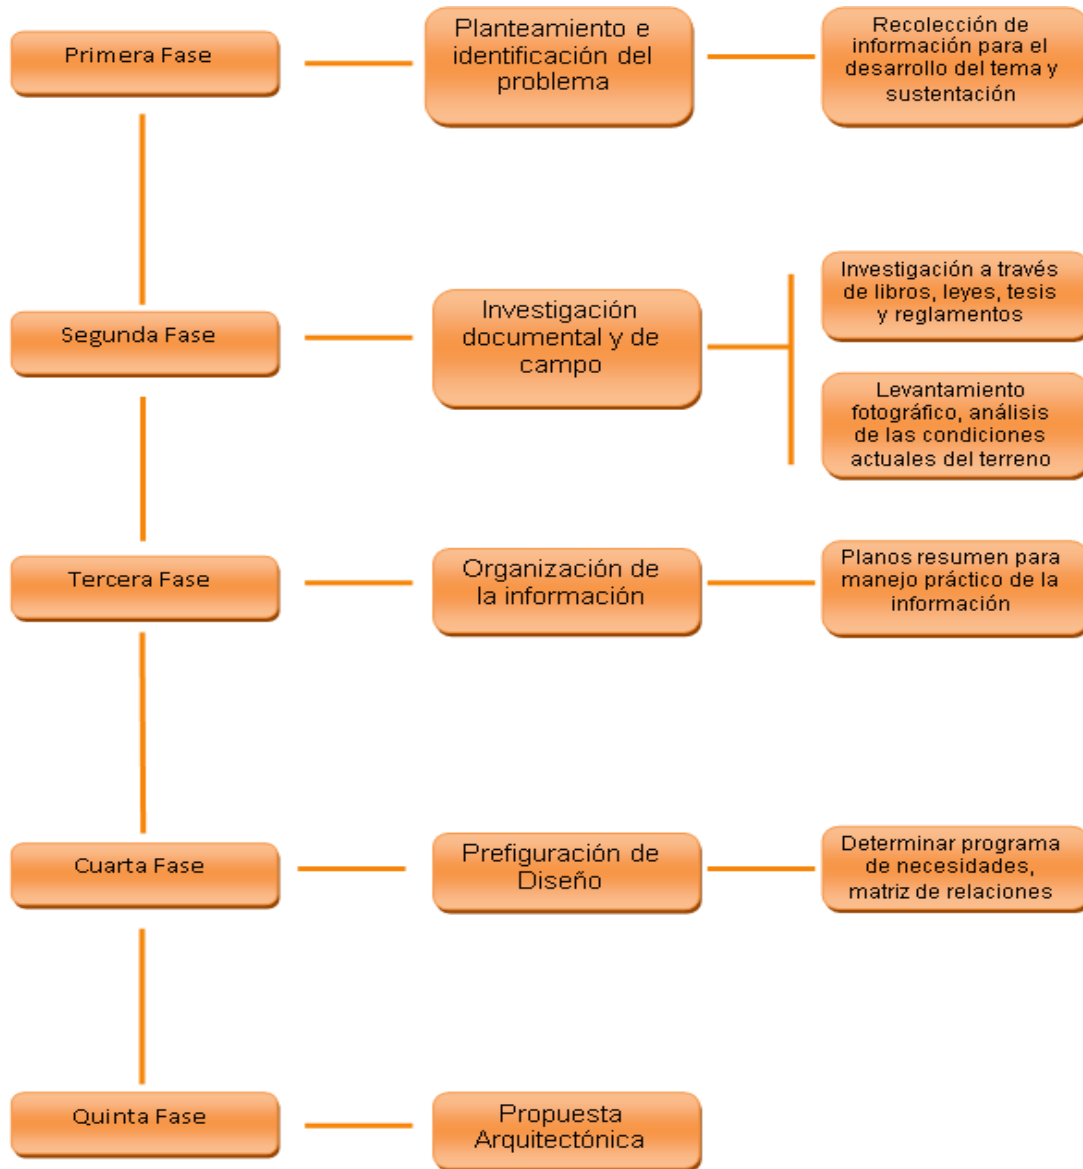 Primera Fase
Planteamiento e
identificación del
problema
Recolección de
información para el
desarrollo del tema y
sustentación
Segunda Fase
Investigación
documental y de
campo
Investigación a través
de libros, leyes, tesis
y reglamentos
Levantamiento
fotográfico, análisis
de las condiciones
actuales del terreno
Tercera Fase
Organización de
la información
Planos resumen para
manejo práctico de la
información
Cuarta Fase
Prefiguración de
Diseño
Determinar programa
de necesidades,
matriz de relaciones
Quinta Fase
Propuesta
Arquitectónica